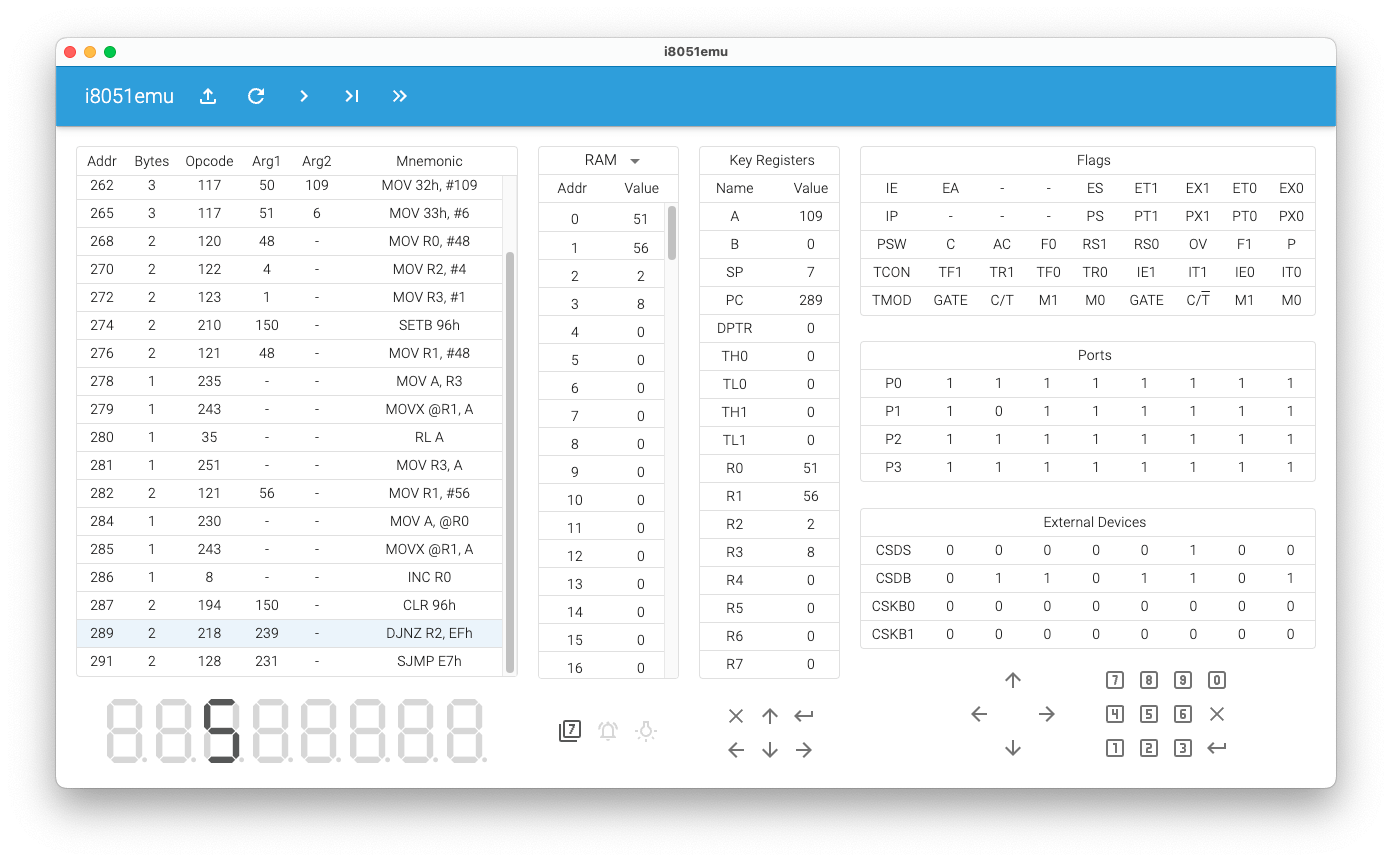 i8051emu
i8051emu
Addr Bytes Opcode Arg1 Arg2 Mnemonic
262 3 117 50 109 MOV 32h, #109
265 3 117 51 6 MOV 33h, #6
268 2 120 48 - MOV R0, #48
270 2 122 4 - MOV R2, #4
272 2 123 1 - MOV R3, #1
274 2 210 150 - SETB 96h
276 2 121 48 - MOV R1, #48
278 1 235 - - MOV A, R3
279 1 243 - - MOVX @R1, A
280 1 35 - - RL A
281 1 251 - - MOV R3, A
282 2 121 56 - MOV R1, #56
284 1 230 - - MOV A, @R0
285 1 243 - - MOVX @R1, A
286 1 8 - - INC R0
287 2 194 150 - CLR 96h
289 2 218 239 - DJNZ R2, EFh
291 2 128 231 - SJMP E7h
RAM
Addr Value
0 51
1 56
2 2
3 8
4 0
5 0
6 0
7 0
8 0
9 0
10 0
11 0
12 0
13 0
14 0
15 0
16 0
Key Registers
Name Value
A 109
B 0
SP 7
PC 289
DPTR 0
TH0 0
TL0 0
TH1 0
TL1 0
R0 51
R1 56
R2 2
R3 8
R4 0
R5 0
R6 0
R7 0
Flags
IE EA - - ES ET1 EX1 ET0 EX0
IP - - - PS PT1 PX1 PT0 PX0
PSW C AC F0 RS1 RS0 OV F1 P
TCON TF1 TR1 TF0 TR0 IE1 IT1 IE0 IT0
TMOD GATE C/T M1 M0 GATE C/T̅ M1 M0
Ports
P0 1 1 1 1 1 1 1 1
P1 1 0 1 1 1 1 1 1
P2 1 1 1 1 1 1 1 1
P3 1 1 1 1 1 1 1 1
External Devices
CSDS 0 0 0 0 0 1 0 0
CSDB 0 1 1 0 1 1 0 1
CSKB0 0 0 0 0 0 0 0 0
CSKB1 0 0 0 0 0 0 0 0
5
7
7 8 9 0
4 5 6
1 2 3